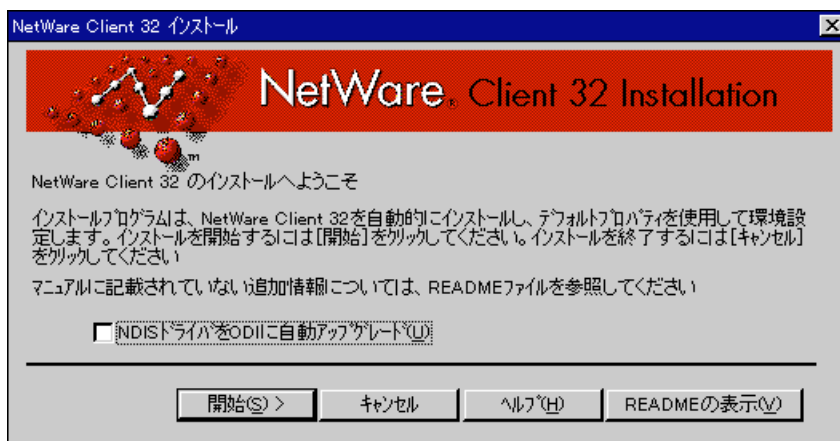 NetWare Client 32 インストール
NetWare® Client 32 Installation
™
NetWare Client 32 のインストールへようこそ
インストールプログラムは、NetWare Client 32を自動的にインストールし、デフォルトプロパティを使用して環境設
定します。インストールを開始するには[開始]をクリックしてください。インストールを終了するには[キャンセル]
をクリックしてください
マニュアルに記載されていない追加情報については、READMEファイルを参照してください
NDISドライバをODIに自動アップグレード(U)
開始(S) >
キャンセル
ヘルプ(H)
READMEの表示(V)